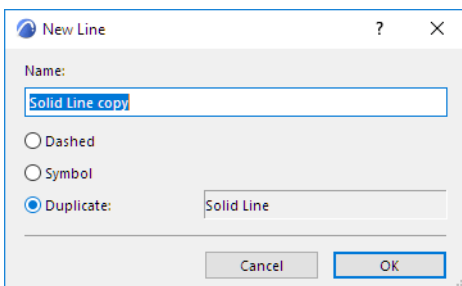 New Line
Name:
Solid Line copy
Dashed
Symbol
Duplicate: Solid Line
Cancel OK